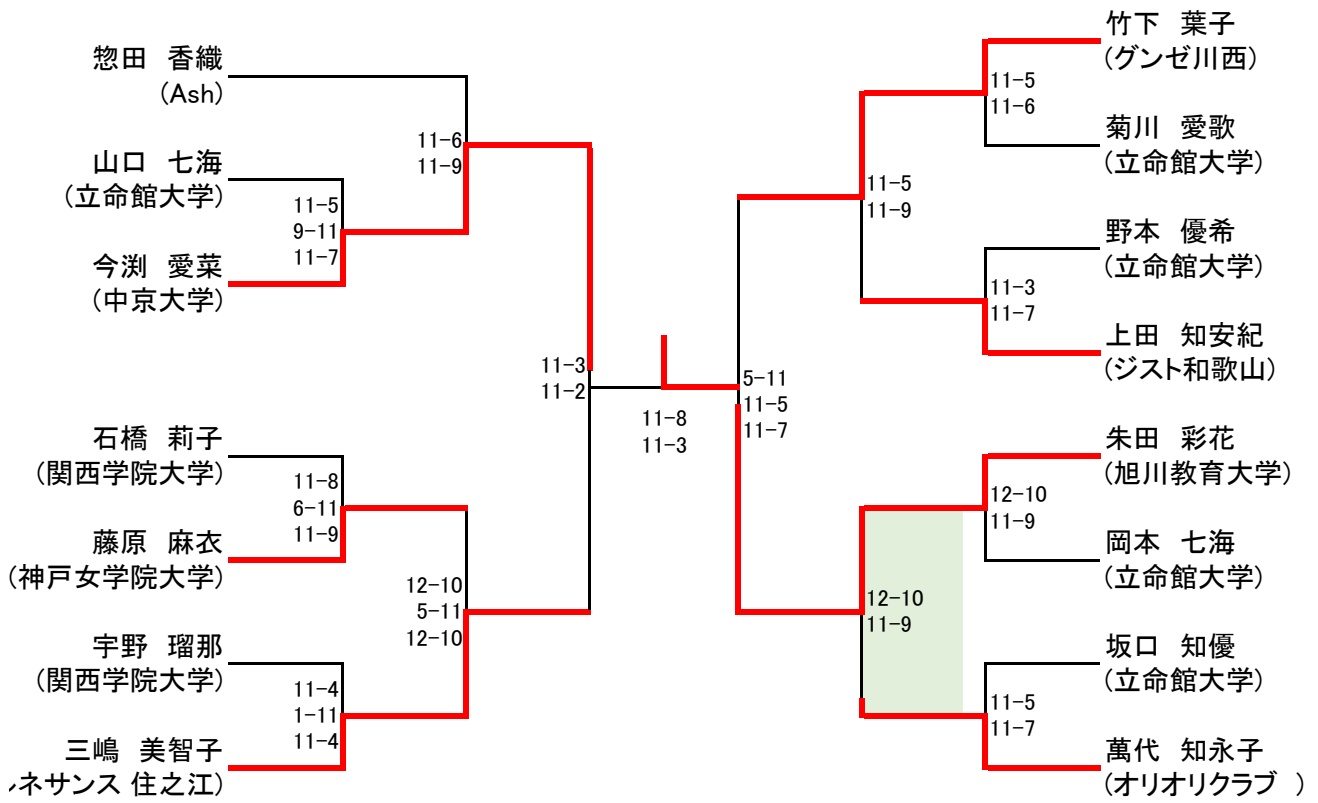 惣田　香織
(Ash)
11-6
11-9
山口　七海
(立命館大学)
11-5
9-11
11-7
今渕　愛菜
(中京大学)
11-3
11-2
石橋　莉子
(関西学院大学)
11-8
6-11
11-9
藤原　麻衣
(神戸女学院大学)
12-10
5-11
12-10
宇野　瑠那
(関西学院大学)
11-4
1-11
11-4
三嶋　美智子
ネサンス 住之江)
11-8
11-3
竹下　葉子
(グンゼ川西)
11-5
11-6
菊川　愛歌
(立命館大学)
11-5
11-9
野本　優希
(立命館大学)
11-3
11-7
上田　知安紀
(ジスト和歌山)
5-11
11-5
11-7
朱田　彩花
(旭川教育大学)
12-10
11-9
岡本　七海
(立命館大学)
12-10
11-9
坂口　知優
(立命館大学)
11-5
11-7
萬代　知永子
(オリオリクラブ　)